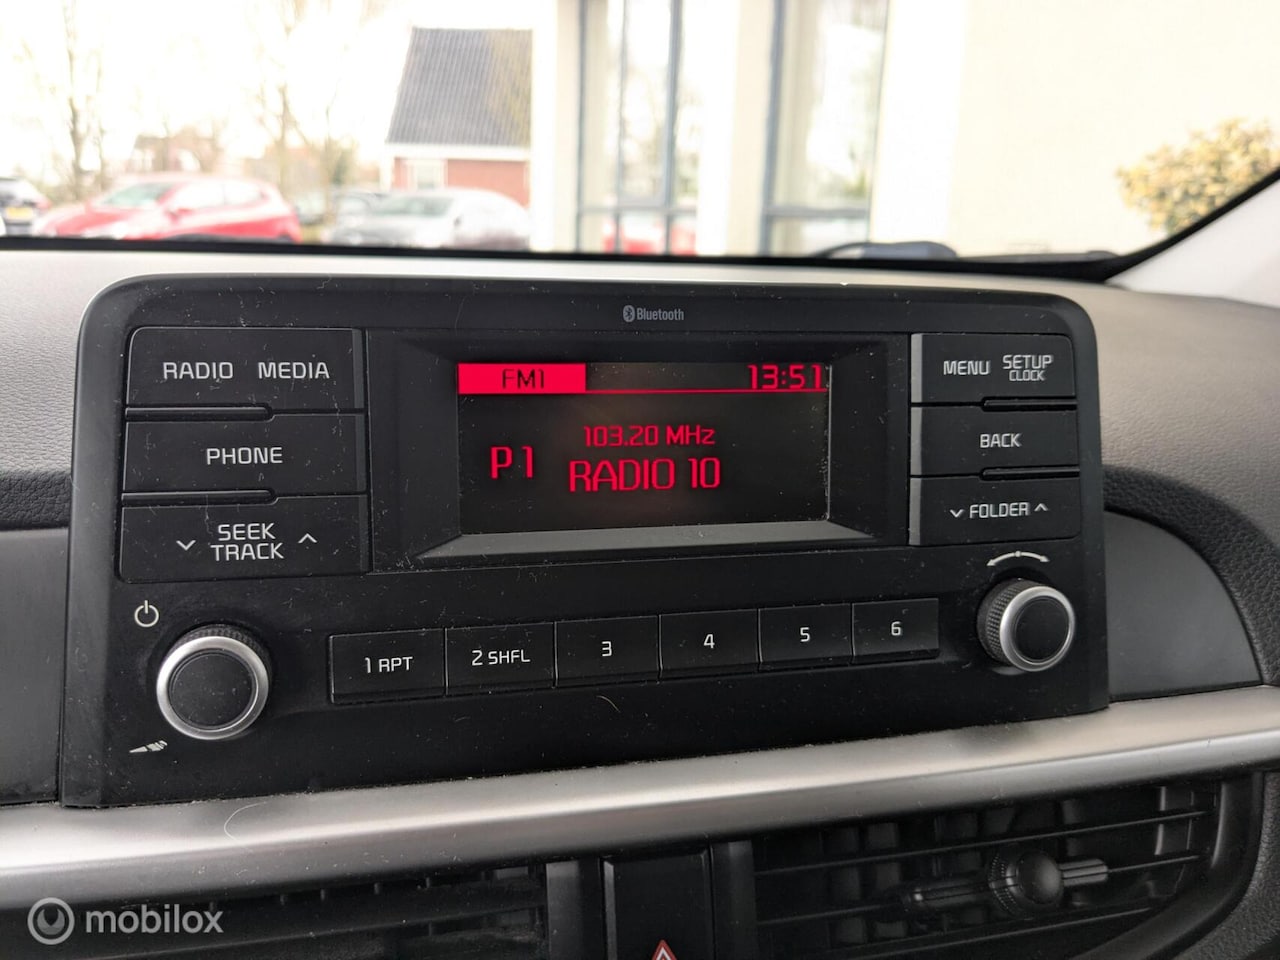 Bluetooth
RADIO MEDIA
PHONE
SEEK
TRACK
FM1 13:51
103.20 MHz
P1 RADIO 10
MENU SETUP
CLOCK
BACK
FOLDER
1 RPT 2 SHFL 3 4 5 6
mobilox